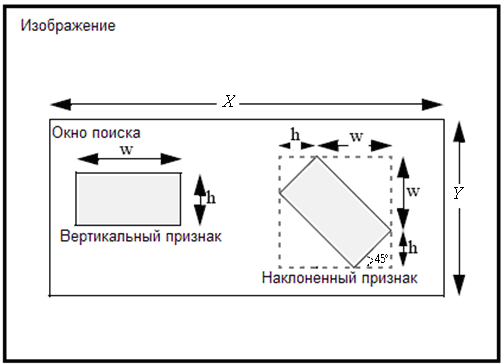 Изображение
X
Окно поиска
w
h
w
h
w
Y
h
45°
Вертикальный признак
Наклоненный признак